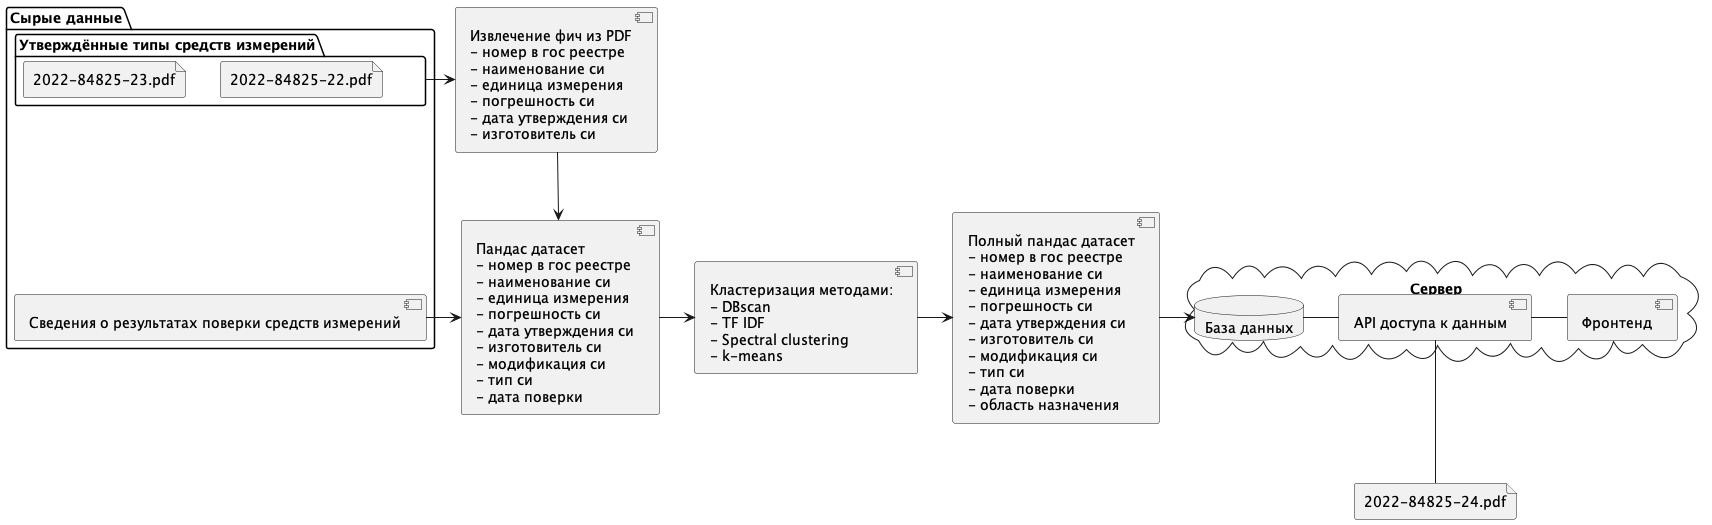 Сырые данные
Утверждённые типы средств измерений
2022-84825-23.pdf
2022-84825-22.pdf
Сведения о результатах поверки средств измерений
Извлечение фич из PDF
- номер в гос реестре
- наименование си
- единица измерения
- погрешность си
- дата утверждения си
- изготовитель си
Пандас датасет
- номер в гос реестре
- наименование си
- единица измерения
- погрешность си
- дата утверждения си
- изготовитель си
- модификация си
- тип си
- дата поверки
Кластеризация методами:
- DBscan
- TF IDF
- Spectral clustering
- k-means
Полный пандас датасет
- номер в гос реестре
- наименование си
- единица измерения
- погрешность си
- дата утверждения си
- изготовитель си
- модификация си
- тип си
- дата поверки
- область назначения
Сервер
База данных
API доступа к данным
Фронтенд
2022-84825-24.pdf